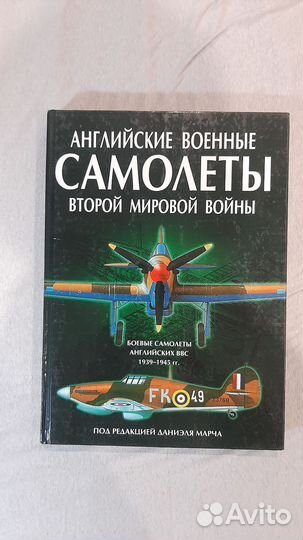 АНГЛИЙСКИЕ ВОЕННЫЕ
САМОЛЕТЫ
ВТОРОЙ МИРОВОЙ ВОЙНЫ
БОЕВЫЕ САМОЛЕТЫ
АНГЛИЙСКИХ ВВС
1939-1945 гг.
FK 49
ПОД РЕДАКЦИЕЙ ДАНИЭЛЯ МАРЧА
Avito